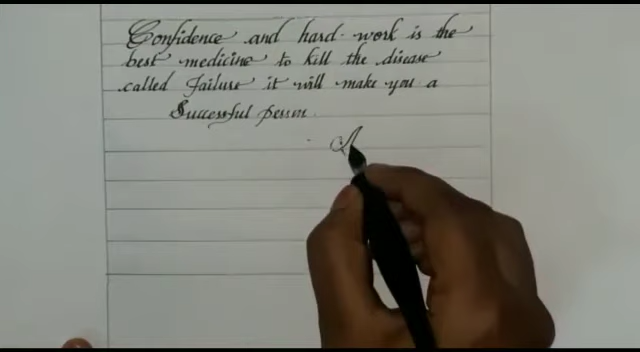 Confidence and hard work is the
best medicine to kill the disease
called Failure it will make you a
Successful person.